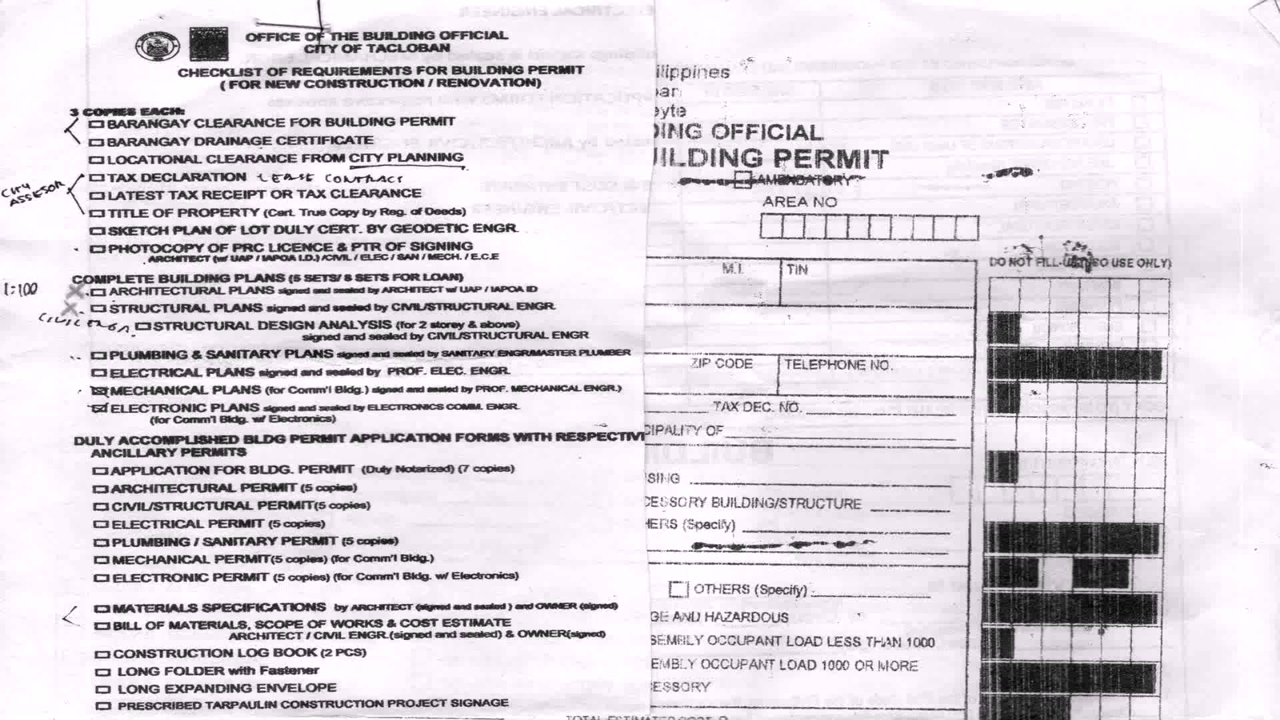 OFFICE OF THE BUILDING OFFICIAL
CITY OF TACLOBAN
CHECKLIST OF REQUIREMENTS FOR BUILDING PERMIT
( FOR NEW CONSTRUCTION / RENOVATION)
3 COPIES EACH:
BARANGAY CLEARANCE FOR BUILDING PERMIT
BARANGAY DRAINAGE CERTIFICATE
LOCATIONAL CLEARANCE FROM CITY PLANNING
CITY ASSESOR
TAX DECLARATION LEASE CONTRACT
LATEST TAX RECEIPT OR TAX CLEARANCE
TITLE OF PROPERTY (Cert. True Copy by Reg. of Deeds)
SKETCH PLAN OF LOT DULY CERT. BY GEODETIC ENGR.
PHOTOCOPY OF PRC LICENCE & PTR OF SIGNING
ARCHITECT (w/ UAP / IAPOA I.D.) /CIVIL / ELEC / SAN / MECH. / E.C.E
COMPLETE BUILDING PLANS (5 SETS/ 8 SETS FOR LOAN)
1:100
ARCHITECTURAL PLANS signed and sealed by ARCHITECT w/ UAP / IAPOA ID
STRUCTURAL PLANS signed and sealed by CIVIL/STRUCTURAL ENGR.
STRUCTURAL DESIGN ANALYSIS (for 2 storey & above)
signed and sealed by CIVIL/STRUCTURAL ENGR
PLUMBING & SANITARY PLANS signed and sealed by SANITARY ENGR/MASTER PLUMBER
ELECTRICAL PLANS signed and sealed by PROF. ELEC. ENGR.
MECHANICAL PLANS (for Comm'l Bldg.) signed and sealed by PROF. MECHANICAL ENGR.)
ELECTRONIC PLANS signed and sealed by ELECTRONICS COMM. ENGR.
(for Comm'l Bldg. w/ Electronics)
DULY ACCOMPLISHED BLDG PERMIT APPLICATION FORMS WITH RESPECTIV
ANCILLARY PERMITS
APPLICATION FOR BLDG. PERMIT (Duly Notarized) (7 copies)
ARCHITECTURAL PERMIT (5 copies)
CIVIL/STRUCTURAL PERMIT(5 copies)
ELECTRICAL PERMIT (5 copies)
PLUMBING / SANITARY PERMIT (5 copies)
MECHANICAL PERMIT(5 copies) (for Comm'l Bldg.)
ELECTRONIC PERMIT (5 copies) (for Comm'l Bldg. w/ Electronics)
MATERIALS SPECIFICATIONS by ARCHITECT (signed and sealed ) and OWNER (signed)
BILL OF MATERIALS, SCOPE OF WORKS & COST ESTIMATE
ARCHITECT / CIVIL ENGR.(signed and sealed) & OWNER(signed)
CONSTRUCTION LOG BOOK (2 PCS)
LONG FOLDER with Fastener
LONG EXPANDING ENVELOPE
PRESCRIBED TARPAULIN CONSTRUCTION PROJECT SIGNAGE
ilippines
ban
eyte
ING OFFICIAL
UILDING PERMIT
AMENDATORY
AREA NO
M.I. TIN
ZIP CODE TELEPHONE NO.
TAX DEC. NO.
CIPALITY OF
SING
CESSORY BUILDING/STRUCTURE
HERS (Specify)
OTHERS (Specify)
GE AND HAZARDOUS
SEMBLY OCCUPANT LOAD LESS THAN 1000
EMBLY OCCUPANT LOAD 1000 OR MORE
ESSORY